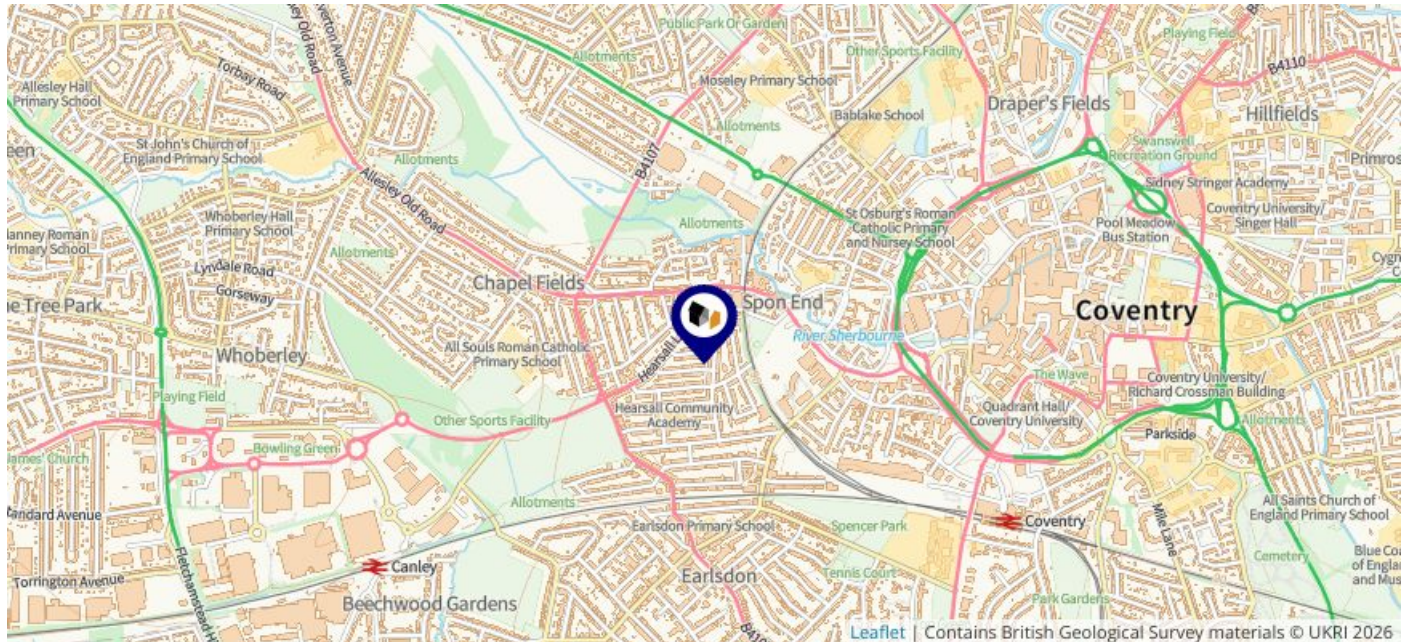 Public Park Or Garden
Playing Field
Torbay Road
Allotments
Other Sports Facility
B4110
Moseley Primary School
Allesley Hall
Primary School
Draper's Fields
Bablake School
Hillfields
Allotments
St John's Church of
England Primary School
Swanswell
Recreation Ground
B4107
Allotments
Allesley Old Road
Sidney Stringer Academy
Whoberley Hall
Primary School
Allotments
St Osburg's Roman
Catholic Primary
and Nursey School
Coventry University/
Singer Hall
Pool Meadow
Bus Station
Primary School
Allotments
Lyndale Road
Gorseway
Chapel Fields
Spon End
Coventry
River Sherbourne
All Souls Roman Catholic
Primary School
Whoberley
Hearsall
The Wave
Coventry University/
Richard Crossman Building
Playing Field
Quadrant Hall/
Coventry University
Hearsall Community
Academy
Other Sports Facility
Allotments
Parkside
Bowling Green
Church
Allotments
All Saints Church of
England Primary School
Mile Lane
Avenue
Earlsdon Primary School
Spencer Park
Coventry
Cemetery
Canley
Earlsdon
Tennis Court
Torrington Avenue
Beechwood Gardens
Park Gardens
Leaflet | Contains British Geological Survey materials © UKRI 2026